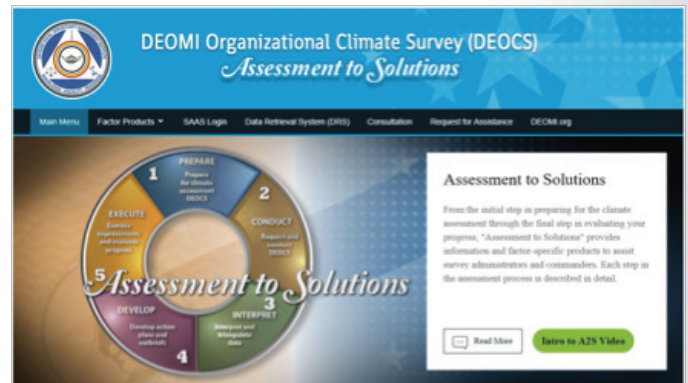 DEOMI Organizational Climate Survey (DEOCS)
Assessment to Solutions
Main Menu Factor Products SAAS Login Data Retrieval System (DRS) Consultation Request for Assistance DEOMI.org
1
PREPARE
Prepare
for climate
assessment
DEOCS
2
CONDUCT
Request and
conduct
DEOCS
3
INTERPRET
Interpret and
triangulate
data
4
DEVELOP
Develop action
plans and
outbriefs
5
EXECUTE
Execute
improvements
and evaluate
progress
Assessment to Solutions
Assessment to Solutions
From the initial step in preparing for the climate
assessment through the final step in evaluating your
progress, "Assessment to Solutions" provides
information and factor-specific products to assist
survey administrators and commanders. Each step in
the assessment process is described in detail.
Read More
Intro to A2S Video